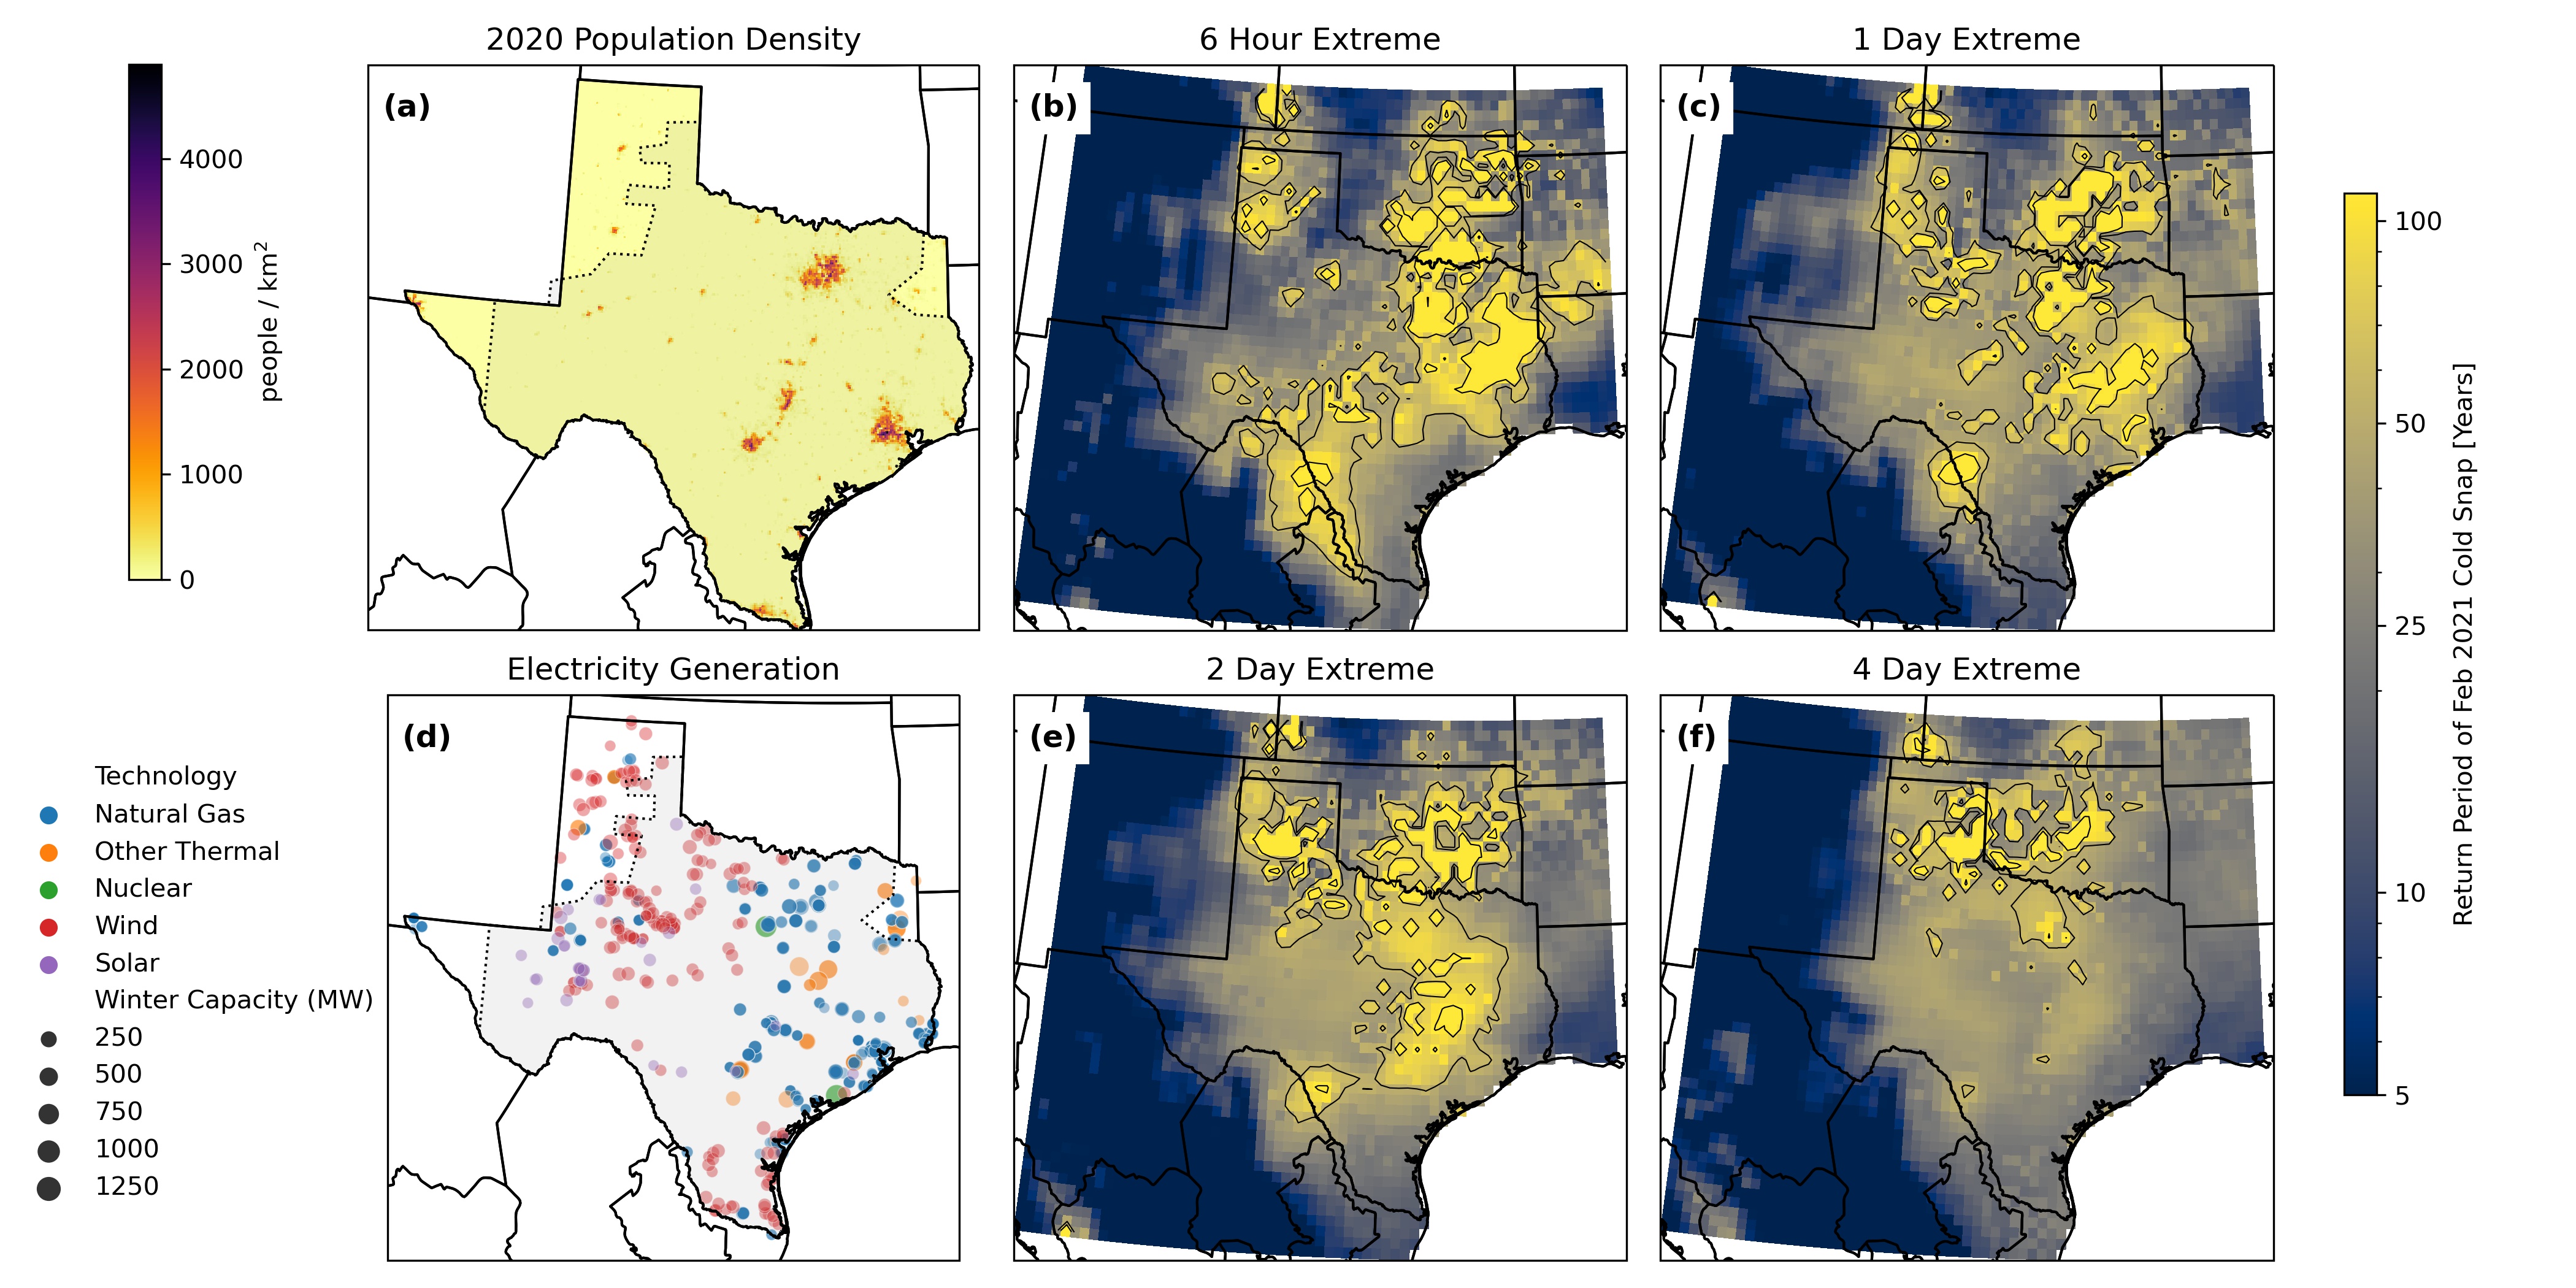 2020 Population Density
6 Hour Extreme
1 Day Extreme
(a)
(b)
(c)
4000
3000
2000
1000
0
people / km²
100
50
25
10
5
Return Period of Feb 2021 Cold Snap [Years]
Electricity Generation
2 Day Extreme
4 Day Extreme
(d)
(e)
(f)
Technology
Natural Gas
Other Thermal
Nuclear
Wind
Solar
Winter Capacity (MW)
250
500
750
1000
1250